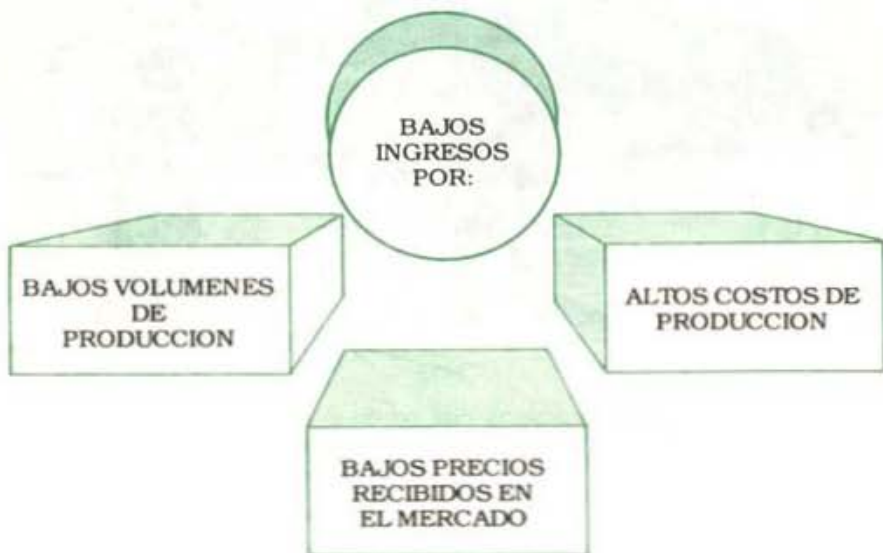 BAJOS
INGRESOS
POR:
BAJOS VOLUMENES
DE
PRODUCCION
ALTOS COSTOS DE
PRODUCCION
BAJOS PRECIOS
RECIBIDOS EN
EL MERCADO